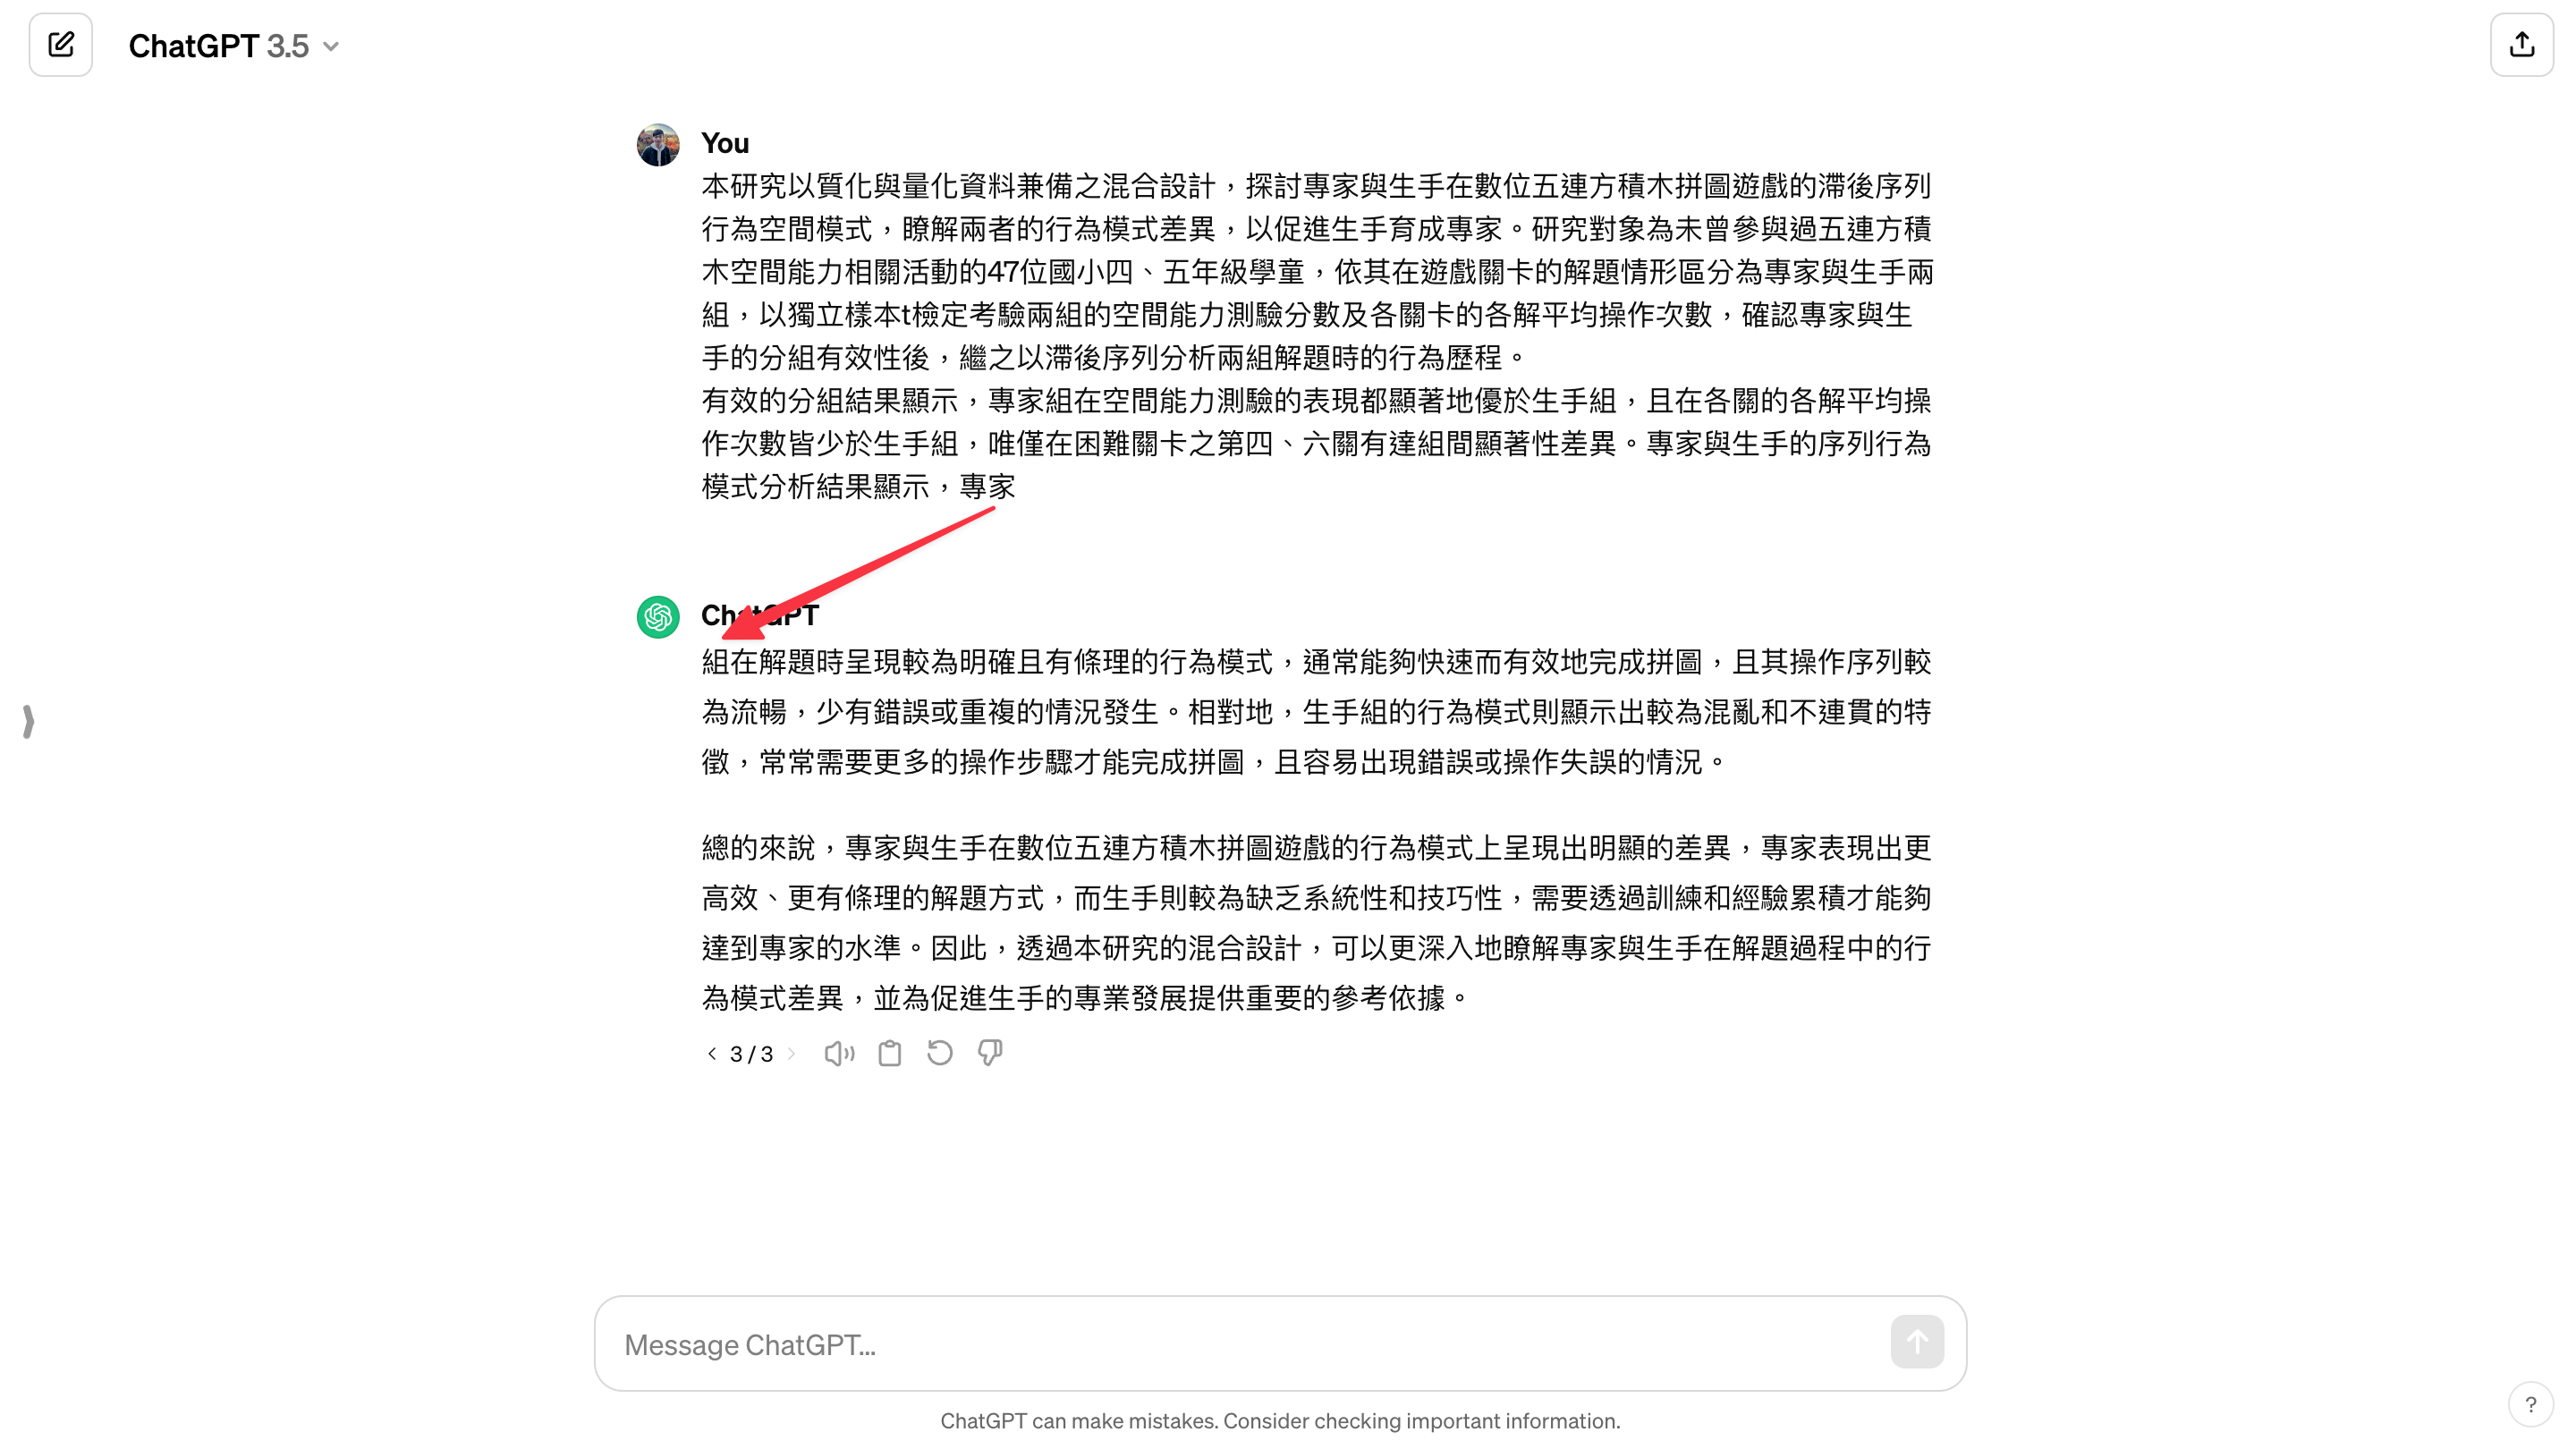 ChatGPT 3.5
You
本研究以質化與量化資料兼備之混合設計，探討專家與生手在數位五連方積木拼圖遊戲的滯後序列
行為空間模式，瞭解兩者的行為模式差異，以促進生手育成專家。研究對象為未曾參與過五連方積
木空間能力相關活動的47位國小四、五年級學童，依其在遊戲關卡的解題情形區分為專家與生手兩
組，以獨立樣本t檢定考驗兩組的空間能力測驗分數及各關卡的各解平均操作次數，確認專家與生
手的分組有效性後，繼之以滯後序列分析兩組解題時的行為歷程。
有效的分組結果顯示，專家組在空間能力測驗的表現都顯著地優於生手組，且在各關的各解平均操
作次數皆少於生手組，唯僅在困難關卡之第四、六關有達組間顯著性差異。專家與生手的序列行為
模式分析結果顯示，專家
ChatGPT
組在解題時呈現較為明確且有條理的行為模式，通常能夠快速而有效地完成拼圖，且其操作序列較
為流暢，少有錯誤或重複的情況發生。相對地，生手組的行為模式則顯示出較為混亂和不連貫的特
徵，常常需要更多的操作步驟才能完成拼圖，且容易出現錯誤或操作失誤的情況。
總的來說，專家與生手在數位五連方積木拼圖遊戲的行為模式上呈現出明顯的差異，專家表現出更
高效、更有條理的解題方式，而生手則較為缺乏系統性和技巧性，需要透過訓練和經驗累積才能夠
達到專家的水準。因此，透過本研究的混合設計，可以更深入地瞭解專家與生手在解題過程中的行
為模式差異，並為促進生手的專業發展提供重要的參考依據。
3 / 3
Message ChatGPT...
ChatGPT can make mistakes. Consider checking important information.
?